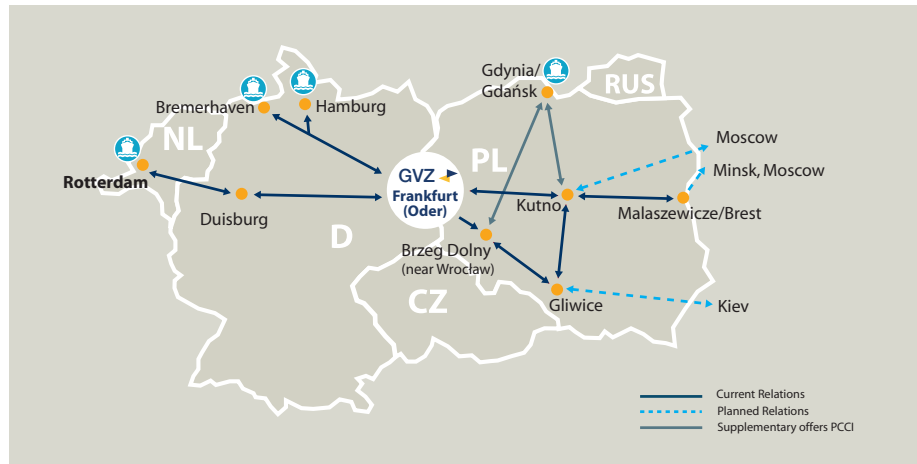 Gdynia/
Gdańsk
RUS
Bremerhaven
Hamburg
NL
PL
Moscow
Minsk, Moscow
Rotterdam
GVZ
Frankfurt
(Oder)
Duisburg
Kutno
Malaszewicze/Brest
D
Brzeg Dolny
(near Wrocław)
CZ
Gliwice
Kiev
Current Relations
Planned Relations
Supplementary offers PCCI